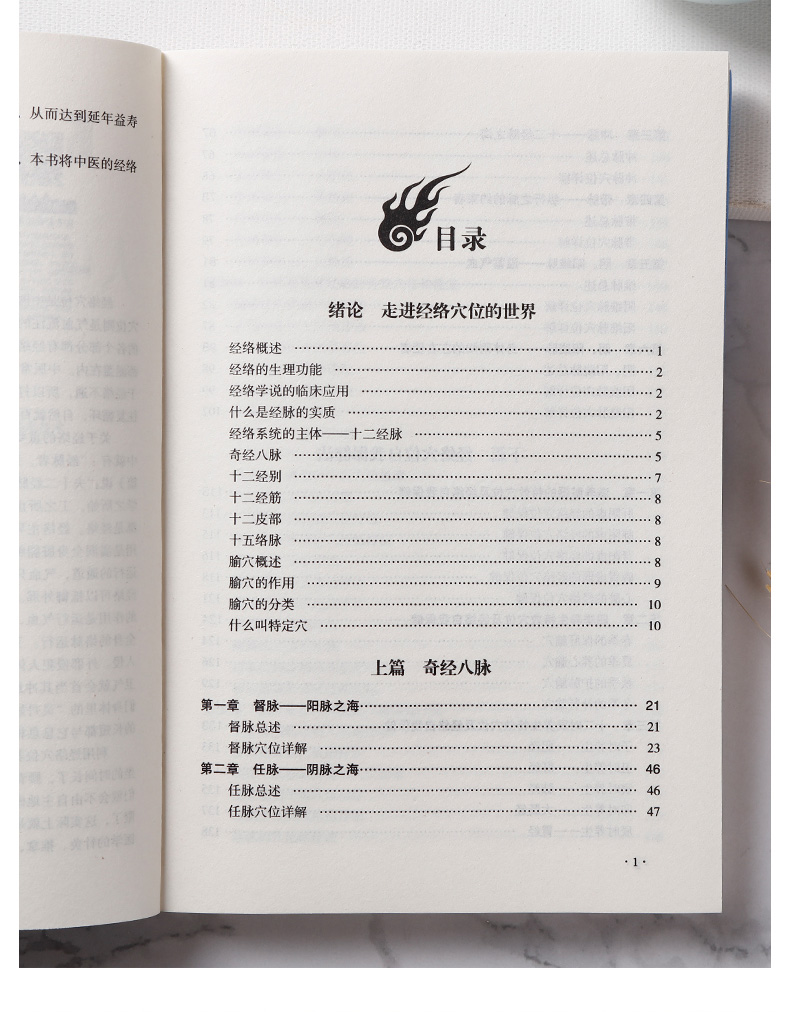 从而达到延年益寿
本书将中医的经络
目录
绪论 走进经络穴位的世界
经络概述 1
经络的生理功能 2
经络学说的临床应用 2
什么是经脉的实质 2
经络系统的主体——十二经脉 5
奇经八脉 5
十二经别 7
十二经筋 8
十二皮部 8
十五络脉 8
腧穴概述 8
腧穴的作用 9
腧穴的分类 10
什么叫特定穴 10
上篇 奇经八脉
第一章 督脉——阳脉之海 21
督脉总述 21
督脉穴位详解 23
第二章 任脉——阴脉之海 46
任脉总述 46
任脉穴位详解 47
·1·